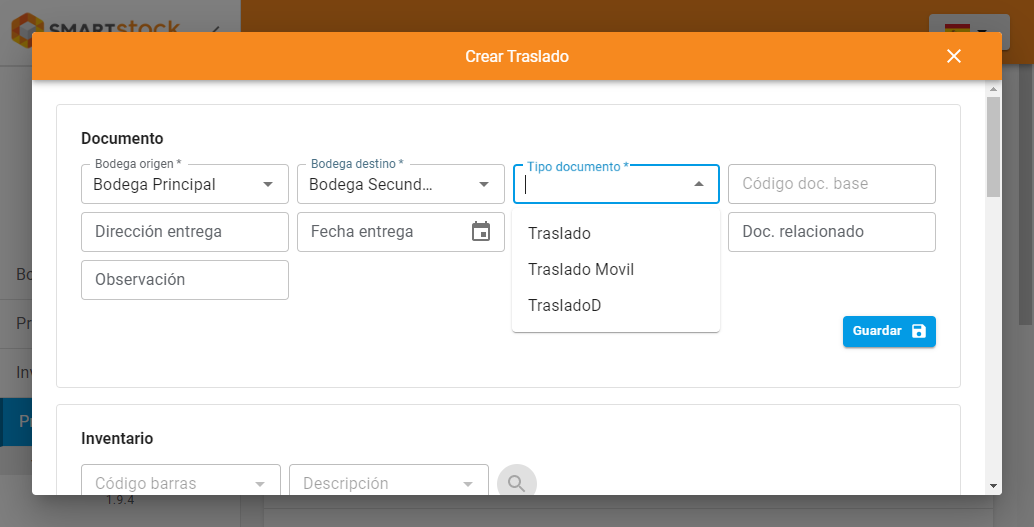 SMARTSTOCK
Crear Traslado
Documento
Bodega origen *
Bodega Principal
Bodega destino *
Bodega Secund...
Tipo documento *
Código doc. base
Dirección entrega
Fecha entrega
Doc. relacionado
Observación
Traslado
Traslado Movil
TrasladoD
Guardar
Inventario
Código barras
Descripción
Bo
Pr
Inv
Pr
1.9.4